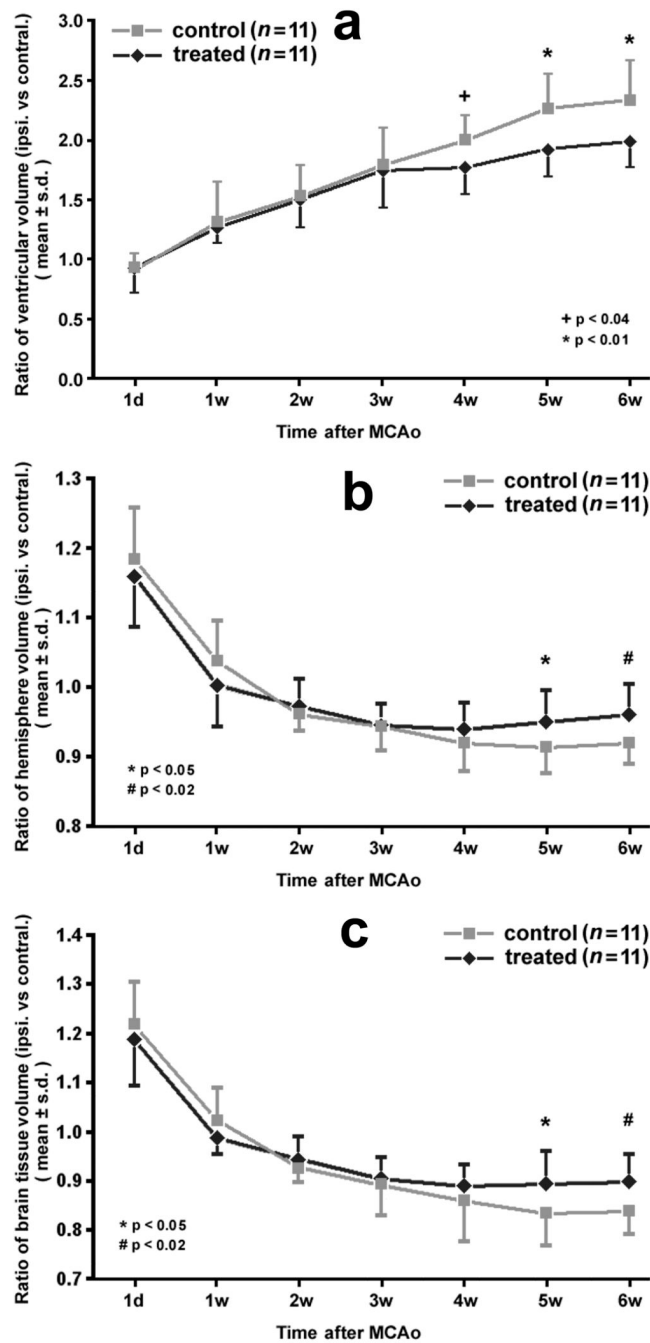 a
control (n=11)
treated (n=11)
Ratio of ventricular volume (ipsi. vs contral.)
( mean ± s.d. )
3.0
2.5
2.0
1.5
1.0
0.5
0.0
+
*
*
+ p < 0.04
* p < 0.01
1d 1w 2w 3w 4w 5w 6w
Time after MCAo
b
control (n=11)
treated (n=11)
Ratio of hemisphere volume (ipsi. vs contral.)
( mean ± s.d. )
1.3
1.2
1.1
1.0
0.9
0.8
*
#
* p < 0.05
# p < 0.02
1d 1w 2w 3w 4w 5w 6w
Time after MCAo
c
control (n=11)
treated (n=11)
Ratio of brain tissue volume (ipsi. vs contral.)
( mean ± s.d. )
1.4
1.3
1.2
1.1
1.0
0.9
0.8
0.7
*
#
* p < 0.05
# p < 0.02
1d 1w 2w 3w 4w 5w 6w
Time after MCAo